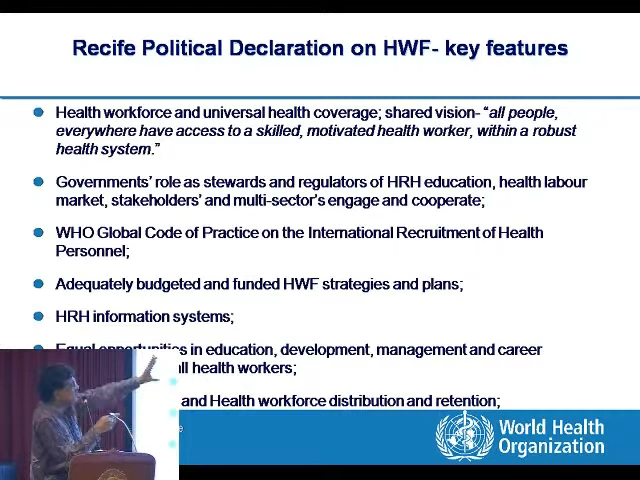 Recife Political Declaration on HWF- key features
Health workforce and universal health coverage; shared vision- “all people,
everywhere have access to a skilled, motivated health worker, within a robust
health system.”
Governments’ role as stewards and regulators of HRH education, health labour
market, stakeholders’ and multi-sector’s engage and cooperate;
WHO Global Code of Practice on the International Recruitment of Health
Personnel;
Adequately budgeted and funded HWF strategies and plans;
HRH information systems;
Equal opportunities in education, development, management and career
all health workers;
and Health workforce distribution and retention;
World Health
Organization